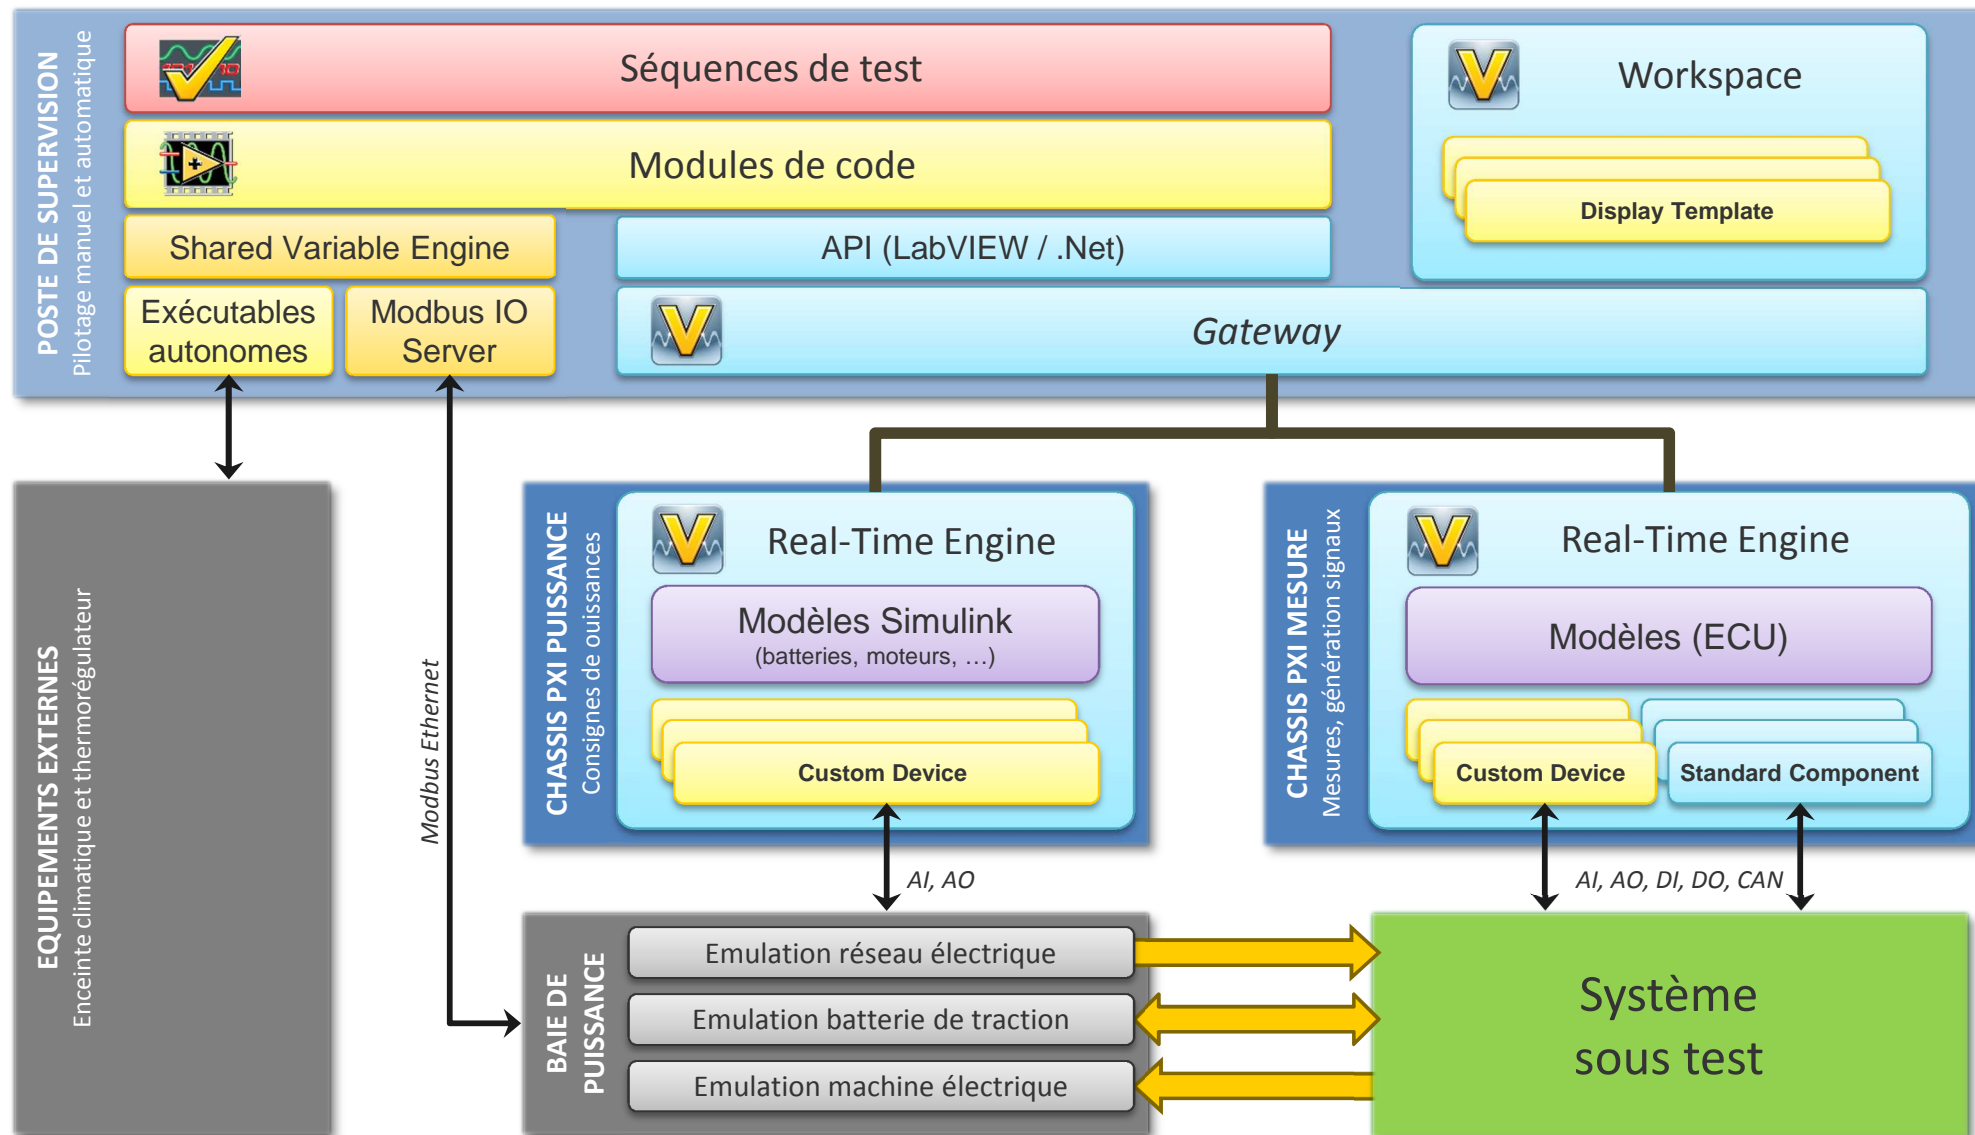 POSTE DE SUPERVISION
Pilotage manuel et automatique
Séquences de test
Modules de code
Shared Variable Engine
API (LabVIEW / .Net)
Exécutables
autonomes
Modbus IO
Server
Gateway
Workspace
Display Template
EQUIPEMENTS EXTERNES
Enceinte climatique et thermorégulateur
Modbus Ethernet
CHASSIS PXI PUISSANCE
Consignes de ouissances
Real-Time Engine
Modèles Simulink
(batteries, moteurs, …)
Custom Device
AI, AO
CHASSIS PXI MESURE
Mesures, génération signaux
Real-Time Engine
Modèles (ECU)
Custom Device
Standard Component
AI, AO, DI, DO, CAN
BAIE DE
PUISSANCE
Emulation réseau électrique
Emulation batterie de traction
Emulation machine électrique
Système
sous test